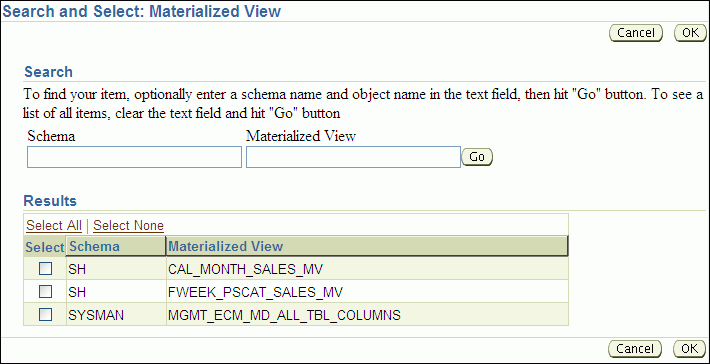 Search and Select: Materialized View
Cancel OK
Search
To find your item, optionally enter a schema name and object name in the text field, then hit "Go" button. To see a
list of all items, clear the text field and hit "Go" button
Schema Materialized View
Go
Results
Select All | Select None
Select Schema Materialized View
SH CAL_MONTH_SALES_MV
SH FWEEK_PSCAT_SALES_MV
SYSMAN MGMT_ECM_MD_ALL_TBL_COLUMNS
Cancel OK